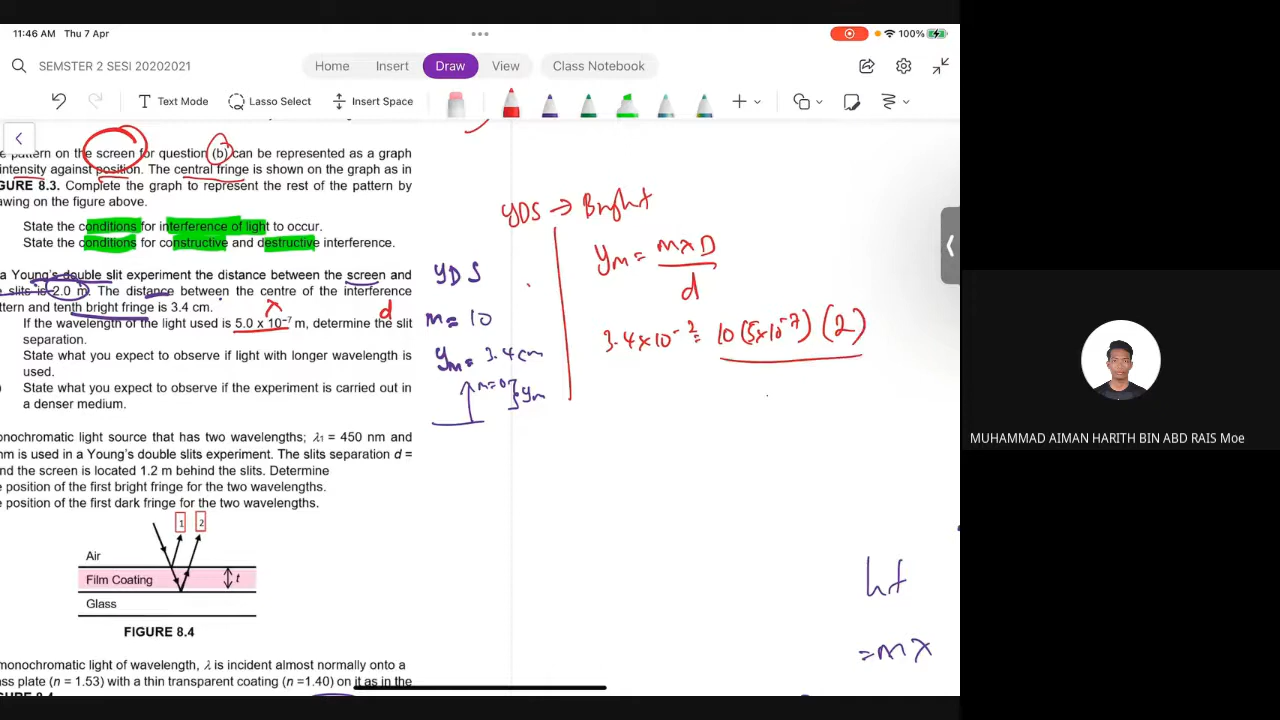 11:46 AM Thu 7 Apr
100%
SEMSTER 2 SESI 20202021
Home Insert Draw View Class Notebook
Text Mode Lasso Select Insert Space
e pattern on the screen for question (b) can be represented as a graph
intensity against position. The central fringe is shown on the graph as in
GURE 8.3. Complete the graph to represent the rest of the pattern by
awing on the figure above.
State the conditions for interference of light to occur.
State the conditions for constructive and destructive interference.
a Young's double slit experiment the distance between the screen and
e slits is 2.0 m. The distance between the centre of the interference
ttern and tenth bright fringe is 3.4 cm.
λ d
If the wavelength of the light used is 5.0 x 10⁻⁷ m, determine the slit
separation.
State what you expect to observe if light with longer wavelength is
used.
) State what you expect to observe if the experiment is carried out in
a denser medium.
onochromatic light source that has two wavelengths; λ1 = 450 nm and
nm is used in a Young's double slits experiment. The slits separation d =
nd the screen is located 1.2 m behind the slits. Determine
e position of the first bright fringe for the two wavelengths.
e position of the first dark fringe for the two wavelengths.
1 2
Air
Film Coating t
Glass
FIGURE 8.4
monochromatic light of wavelength, λ is incident almost normally onto a
ass plate (n = 1.53) with a thin transparent coating (n =1.40) on it as in the
YDS
m = 10
ym = 3.4 cm
m=0 } ym
YDS → Bright
ym = mλD
d
3.4x10⁻² = 10(5x10⁻⁷)(2)
=mλ
MUHAMMAD AIMAN HARITH BIN ABD RAIS Moe